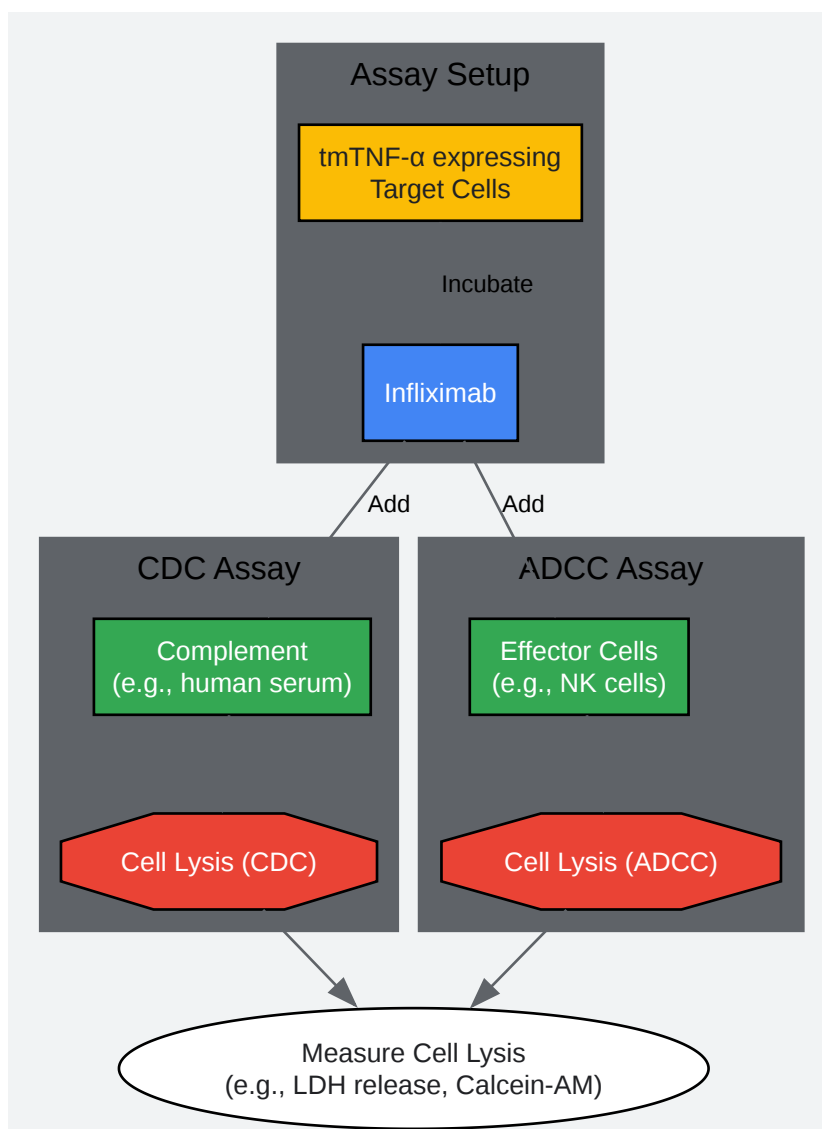 Assay Setup
tmTNF-α expressing
Target Cells
Incubate
Infliximab
Add
Add
CDC Assay
Complement
(e.g., human serum)
Cell Lysis (CDC)
ADCC Assay
Effector Cells
(e.g., NK cells)
Cell Lysis (ADCC)
Measure Cell Lysis
(e.g., LDH release, Calcein-AM)